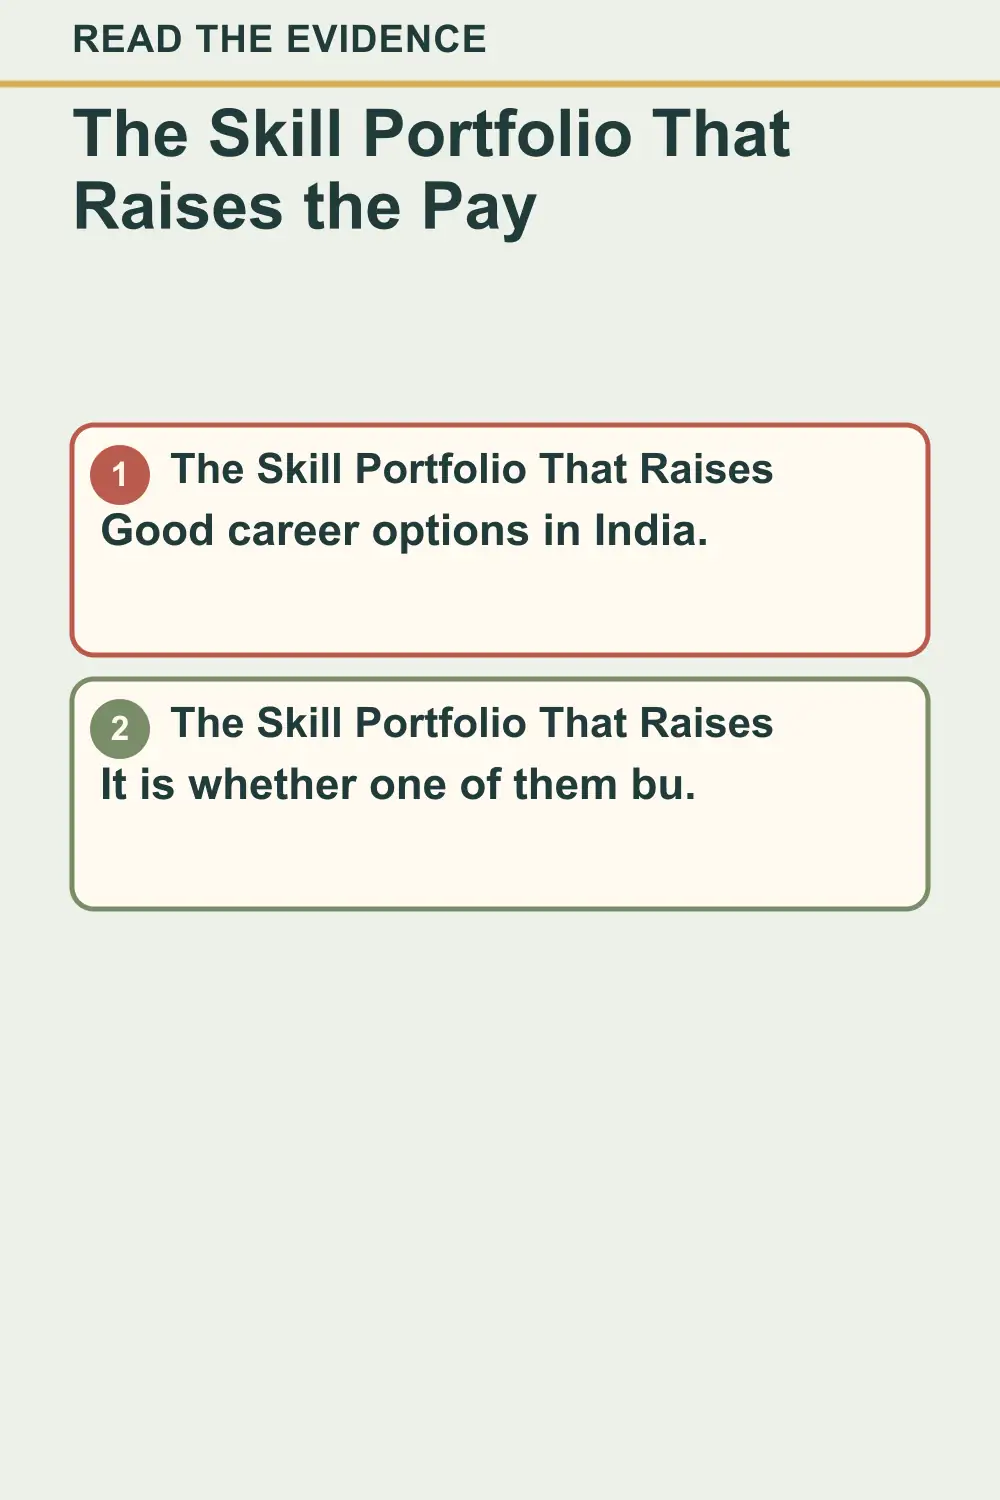 READ THE EVIDENCE
The Skill Portfolio That
Raises the Pay
1 The Skill Portfolio That Raises
Good career options in India.
2 The Skill Portfolio That Raises
It is whether one of them bu.